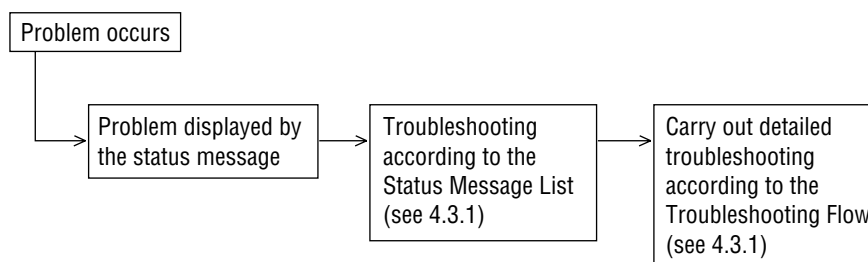 Problem occurs
Problem displayed by
the status message
Troubleshooting
according to the
Status Message List
(see 4.3.1)
Carry out detailed
troubleshooting
according to the
Troubleshooting Flow
(see 4.3.1)